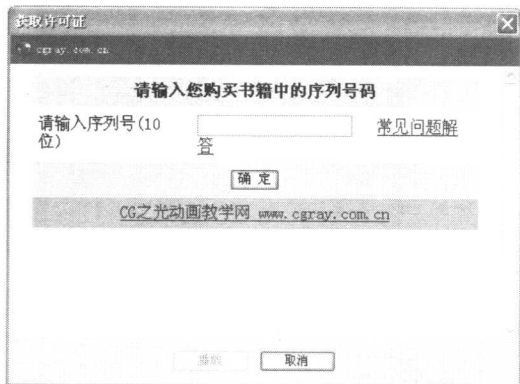 获取许可证
cgray.com.cn
请输入您购买书籍中的序列号码
请输入序列号(10 常见问题解
位) 答
确 定
CG之光动画教学网 www.cgray.com.cn
播放 取消